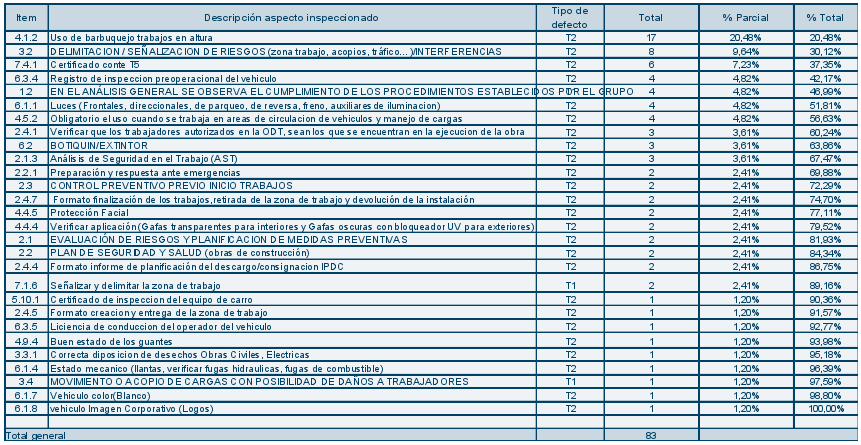 Item Descripción aspecto inspeccionado Tipo de defecto Total % Parcial % Total
4.1.2 Uso de barbuquejo trabajos en altura T2 17 20,48% 20,48%
3.2 DELIMITACION / SEÑALIZACION DE RIESGOS (zona trabajo, acopios, tráfico...)/INTERFERENCIAS T2 8 9,64% 30,12%
7.4.1 Certificado conte T5 T2 6 7,23% 37,35%
6.3.4 Registro de inspeccion preoperacional del vehiculo T2 4 4,82% 42,17%
1.2 EN EL ANÁLISIS GENERAL SE OBSERVA EL CUMPLIMIENTO DE LOS PROCEDIMIENTOS ESTABLECIDOS POR EL GRUPO 4 4,82% 46,99%
6.1.1 Luces (Frontales, direccionales, de parqueo, de reversa, freno, auxiliares de iluminacion) T2 4 4,82% 51,81%
4.5.2 Obligatorio el uso cuando se trabaja en areas de circulacion de vehiculos y manejo de cargas T2 4 4,82% 56,63%
2.4.1 Verificar que los trabajadores autorizados en la ODT, sean los que se encuentran en la ejecucion de la obra T2 3 3,61% 60,24%
6.2 BOTIQUIN/EXTINTOR T2 3 3,61% 63,86%
2.1.3 Análisis de Seguridad en el Trabajo (AST) T2 3 3,61% 67,47%
2.2.1 Preparación y respuesta ante emergencias T2 2 2,41% 69,88%
2.3 CONTROL PREVENTIVO PREVIO INICIO TRABAJOS T2 2 2,41% 72,29%
2.4.7 Formato finalización de los trabajos,retirada de la zona de trabajo y devolución de la instalación T2 2 2,41% 74,70%
4.4.5 Protección Facial T2 2 2,41% 77,11%
4.4.4 Verificar aplicación (Gafas transparentes para interiores y Gafas oscuras con bloqueador UV para exteriores) T2 2 2,41% 79,52%
2.1 EVALUACIÓN DE RIESGOS Y PLANIFICACION DE MEDIDAS PREVENTIVAS T2 2 2,41% 81,93%
2.2 PLAN DE SEGURIDAD Y SALUD (obras de construcción) T2 2 2,41% 84,34%
2.4.4 Formato informe de planificación del descargo/consignacion IPDC T2 2 2,41% 86,75%
7.1.6 Señalizar y delimitar la zona de trabajo T1 2 2,41% 89,16%
5.10.1 Certificado de inspeccion del equipo de carro T2 1 1,20% 90,36%
2.4.5 Formato creacion y entrega de la zona de trabajo T2 1 1,20% 91,57%
6.3.5 Liciencia de conduccion del operador del vehiculo T2 1 1,20% 92,77%
4.9.4 Buen estado de los guantes T2 1 1,20% 93,98%
3.3.1 Correcta diposicion de desechos Obras Civiles, Electricas T2 1 1,20% 95,18%
6.1.4 Estado mecanico (llantas, verificar fugas hidraulicas, fugas de combustible) T2 1 1,20% 96,39%
3.4 MOVIMIENTO O ACOPIO DE CARGAS CON POSIBILIDAD DE DAÑOS A TRABAJADORES T1 1 1,20% 97,59%
6.1.7 Vehiculo color(Blanco) T2 1 1,20% 98,80%
6.1.8 vehiculo Imagen Corporativo (Logos) T2 1 1,20% 100,00%
Total general 83